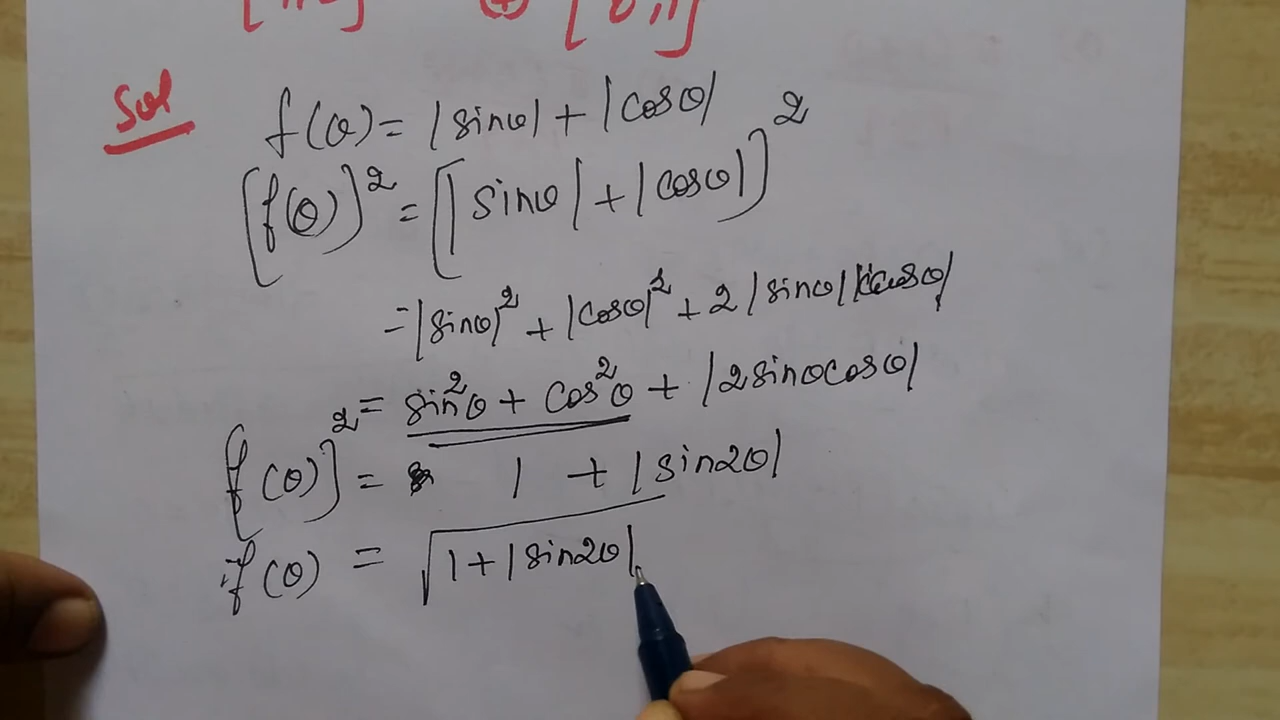 Sol
f(θ) = |sinθ| + |cosθ|
[f(θ)]² = [|sinθ| + |cosθ|]²
= |sinθ|² + |cosθ|² + 2|sinθ||cosθ|
= sin²θ + cos²θ + |2sinθcosθ|
f(θ)]² = 1 + |sin2θ|
f(θ) = √1 + |sin2θ|